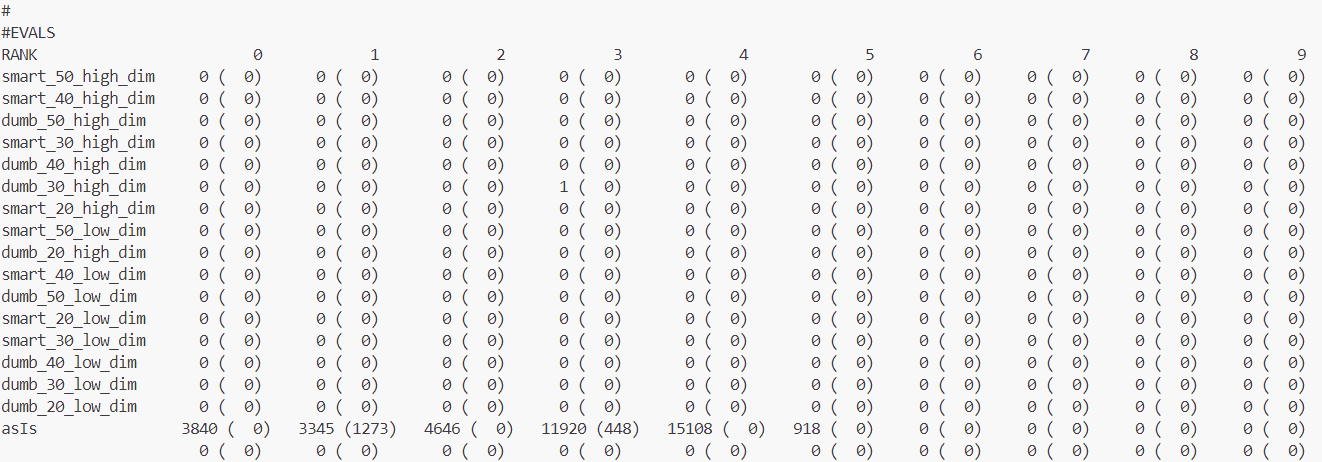 #
#EVALS
RANK 0 1 2 3 4 5 6 7 8 9
smart_50_high_dim 0 ( 0) 0 ( 0) 0 ( 0) 0 ( 0) 0 ( 0) 0 ( 0) 0 ( 0) 0 ( 0) 0 ( 0) 0 ( 0)
smart_40_high_dim 0 ( 0) 0 ( 0) 0 ( 0) 0 ( 0) 0 ( 0) 0 ( 0) 0 ( 0) 0 ( 0) 0 ( 0) 0 ( 0)
dumb_50_high_dim 0 ( 0) 0 ( 0) 0 ( 0) 0 ( 0) 0 ( 0) 0 ( 0) 0 ( 0) 0 ( 0) 0 ( 0) 0 ( 0)
smart_30_high_dim 0 ( 0) 0 ( 0) 0 ( 0) 0 ( 0) 0 ( 0) 0 ( 0) 0 ( 0) 0 ( 0) 0 ( 0) 0 ( 0)
dumb_40_high_dim 0 ( 0) 0 ( 0) 0 ( 0) 0 ( 0) 0 ( 0) 0 ( 0) 0 ( 0) 0 ( 0) 0 ( 0) 0 ( 0)
dumb_30_high_dim 0 ( 0) 0 ( 0) 0 ( 0) 1 ( 0) 0 ( 0) 0 ( 0) 0 ( 0) 0 ( 0) 0 ( 0) 0 ( 0)
smart_20_high_dim 0 ( 0) 0 ( 0) 0 ( 0) 0 ( 0) 0 ( 0) 0 ( 0) 0 ( 0) 0 ( 0) 0 ( 0) 0 ( 0)
smart_50_low_dim 0 ( 0) 0 ( 0) 0 ( 0) 0 ( 0) 0 ( 0) 0 ( 0) 0 ( 0) 0 ( 0) 0 ( 0) 0 ( 0)
dumb_20_high_dim 0 ( 0) 0 ( 0) 0 ( 0) 0 ( 0) 0 ( 0) 0 ( 0) 0 ( 0) 0 ( 0) 0 ( 0) 0 ( 0)
smart_40_low_dim 0 ( 0) 0 ( 0) 0 ( 0) 0 ( 0) 0 ( 0) 0 ( 0) 0 ( 0) 0 ( 0) 0 ( 0) 0 ( 0)
dumb_50_low_dim 0 ( 0) 0 ( 0) 0 ( 0) 0 ( 0) 0 ( 0) 0 ( 0) 0 ( 0) 0 ( 0) 0 ( 0) 0 ( 0)
smart_20_low_dim 0 ( 0) 0 ( 0) 0 ( 0) 0 ( 0) 0 ( 0) 0 ( 0) 0 ( 0) 0 ( 0) 0 ( 0) 0 ( 0)
smart_30_low_dim 0 ( 0) 0 ( 0) 0 ( 0) 0 ( 0) 0 ( 0) 0 ( 0) 0 ( 0) 0 ( 0) 0 ( 0) 0 ( 0)
dumb_40_low_dim 0 ( 0) 0 ( 0) 0 ( 0) 0 ( 0) 0 ( 0) 0 ( 0) 0 ( 0) 0 ( 0) 0 ( 0) 0 ( 0)
dumb_30_low_dim 0 ( 0) 0 ( 0) 0 ( 0) 0 ( 0) 0 ( 0) 0 ( 0) 0 ( 0) 0 ( 0) 0 ( 0) 0 ( 0)
dumb_20_low_dim 0 ( 0) 0 ( 0) 0 ( 0) 0 ( 0) 0 ( 0) 0 ( 0) 0 ( 0) 0 ( 0) 0 ( 0) 0 ( 0)
asIs 3840 ( 0) 3345 (1273) 4646 ( 0) 11920 (448) 15108 ( 0) 918 ( 0) 0 ( 0) 0 ( 0) 0 ( 0) 0 ( 0)
0 ( 0) 0 ( 0) 0 ( 0) 0 ( 0) 0 ( 0) 0 ( 0) 0 ( 0) 0 ( 0) 0 ( 0) 0 ( 0)